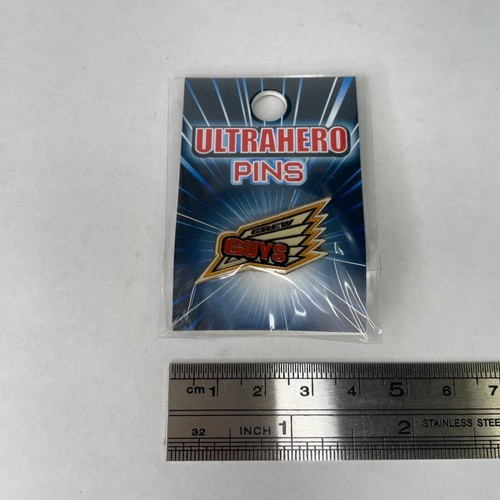 ULTRAHERO
PINS
CREW
GUYS
cm 1 2 3 4 5 6 7
32 INCH 1 2 STAINLESS STEE